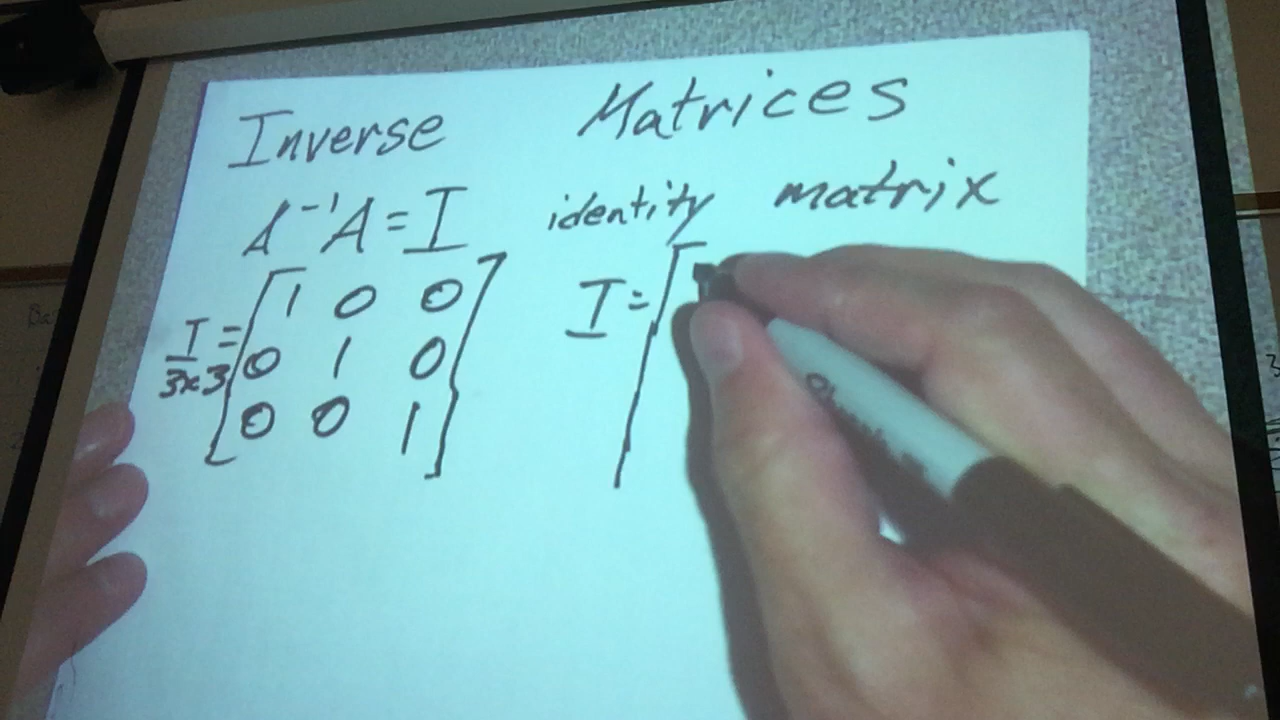 Inverse Matrices
A⁻¹A = I identity matrix
I 3x3 = [1 0 0
0 1 0
0 0 1]
I = [